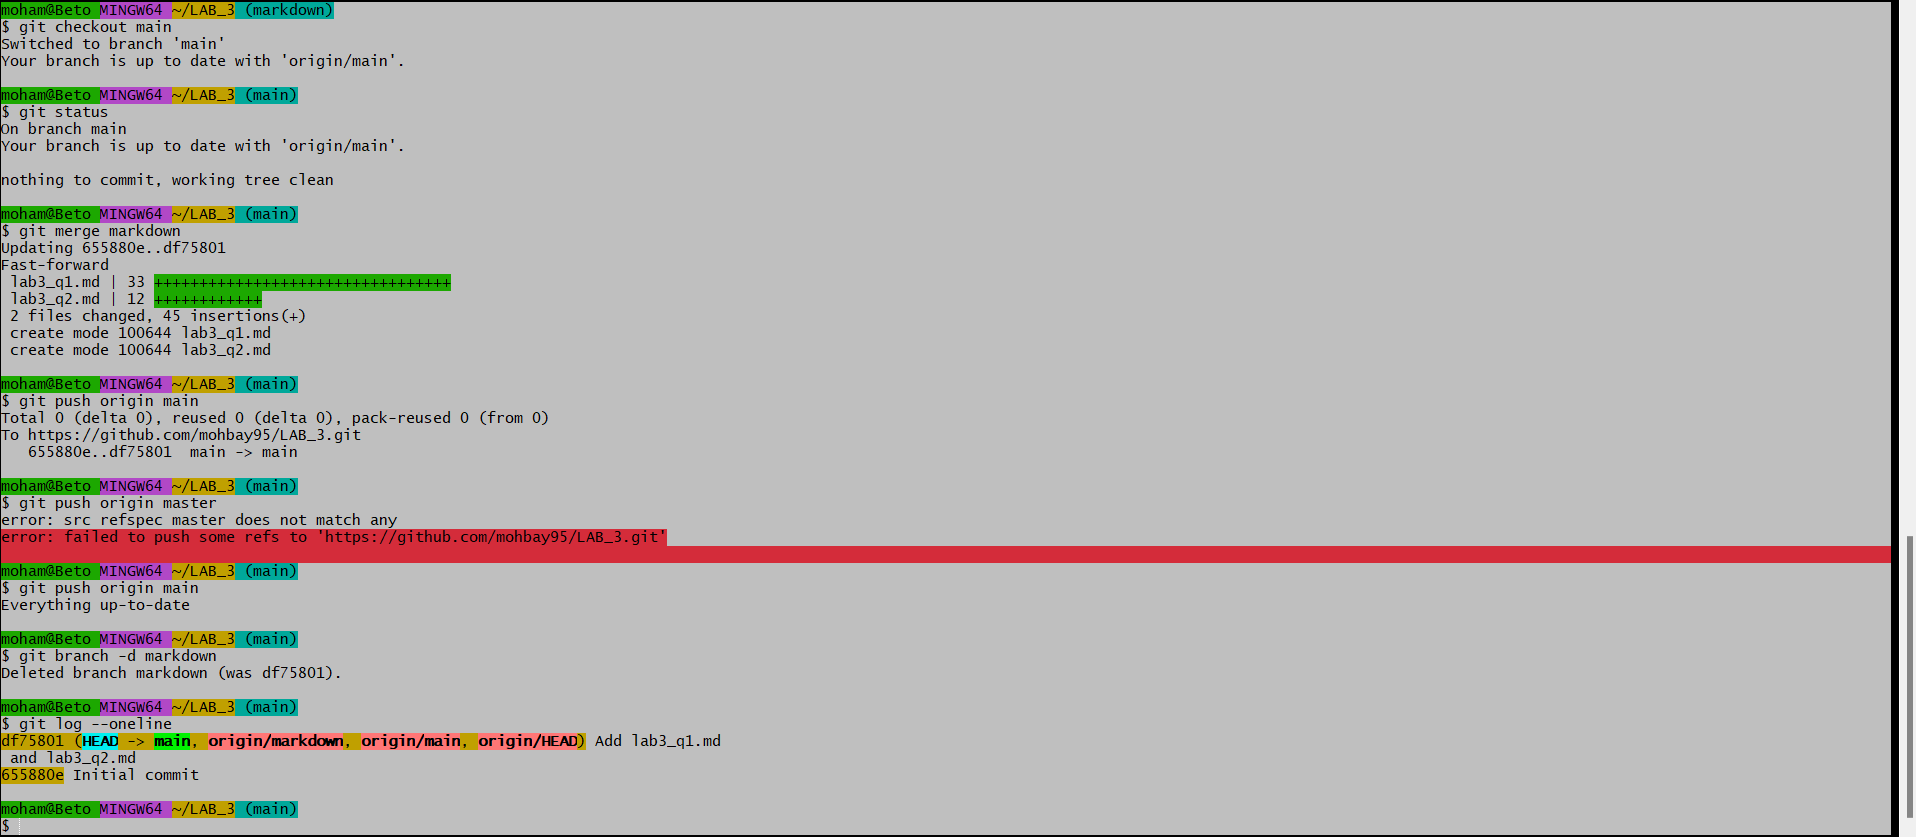 moham@Beto MINGW64 ~/LAB_3 (markdown)
$ git checkout main
Switched to branch 'main'
Your branch is up to date with 'origin/main'.
moham@Beto MINGW64 ~/LAB_3 (main)
$ git status
On branch main
Your branch is up to date with 'origin/main'.
nothing to commit, working tree clean
moham@Beto MINGW64 ~/LAB_3 (main)
$ git merge markdown
Updating 655880e..df75801
Fast-forward
 lab3_q1.md | 33 +++++++++++++++++++++++++++++++++
 lab3_q2.md | 12 ++++++++++++
 2 files changed, 45 insertions(+)
 create mode 100644 lab3_q1.md
 create mode 100644 lab3_q2.md
moham@Beto MINGW64 ~/LAB_3 (main)
$ git push origin main
Total 0 (delta 0), reused 0 (delta 0), pack-reused 0 (from 0)
To https://github.com/mohbay95/LAB_3.git
   655880e..df75801  main -> main
moham@Beto MINGW64 ~/LAB_3 (main)
$ git push origin master
error: src refspec master does not match any
error: failed to push some refs to 'https://github.com/mohbay95/LAB_3.git'
moham@Beto MINGW64 ~/LAB_3 (main)
$ git push origin main
Everything up-to-date
moham@Beto MINGW64 ~/LAB_3 (main)
$ git branch -d markdown
Deleted branch markdown (was df75801).
moham@Beto MINGW64 ~/LAB_3 (main)
$ git log --oneline
df75801 (HEAD -> main, origin/markdown, origin/main, origin/HEAD) Add lab3_q1.md
 and lab3_q2.md
655880e Initial commit
moham@Beto MINGW64 ~/LAB_3 (main)
$